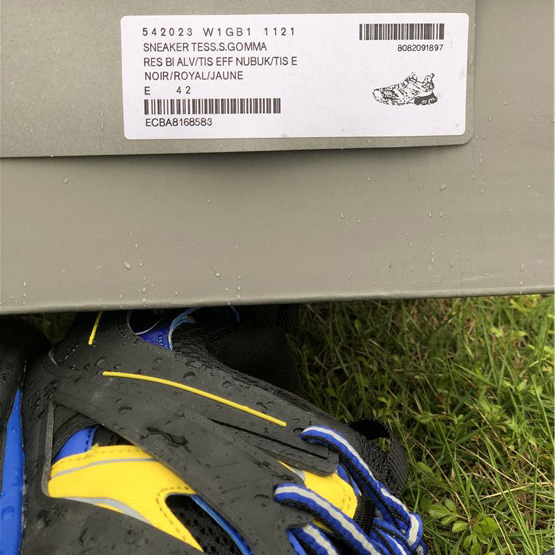 542023 W1GB1 1121
SNEAKER TESS.S.GOMMA
RES BI ALV/TIS EFF NUBUK/TIS E
NOIR/ROYAL/JAUNE
E 42
ECBA8168583
8082091897